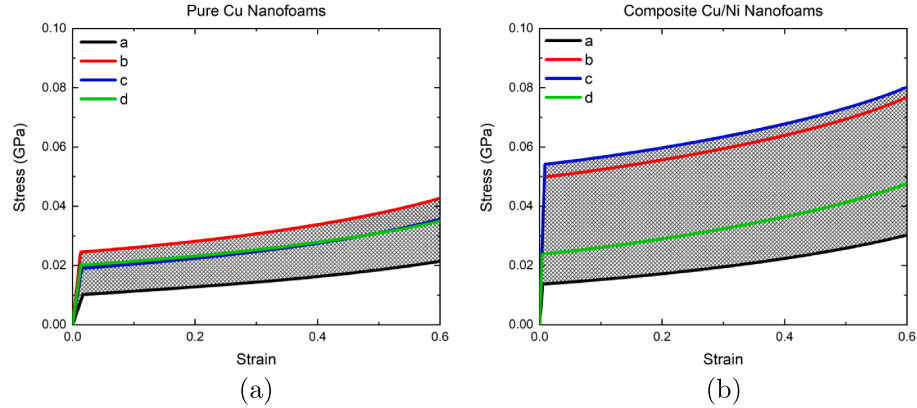 Pure Cu Nanofoams
0.10
0.08
0.06
0.04
0.02
0.00
Stress (GPa)
a
b
c
d
0.0
0.2
0.4
0.6
Strain
(a)
Composite Cu/Ni Nanofoams
0.10
0.08
0.06
0.04
0.02
0.00
Stress (GPa)
a
b
c
d
0.0
0.2
0.4
0.6
Strain
(b)